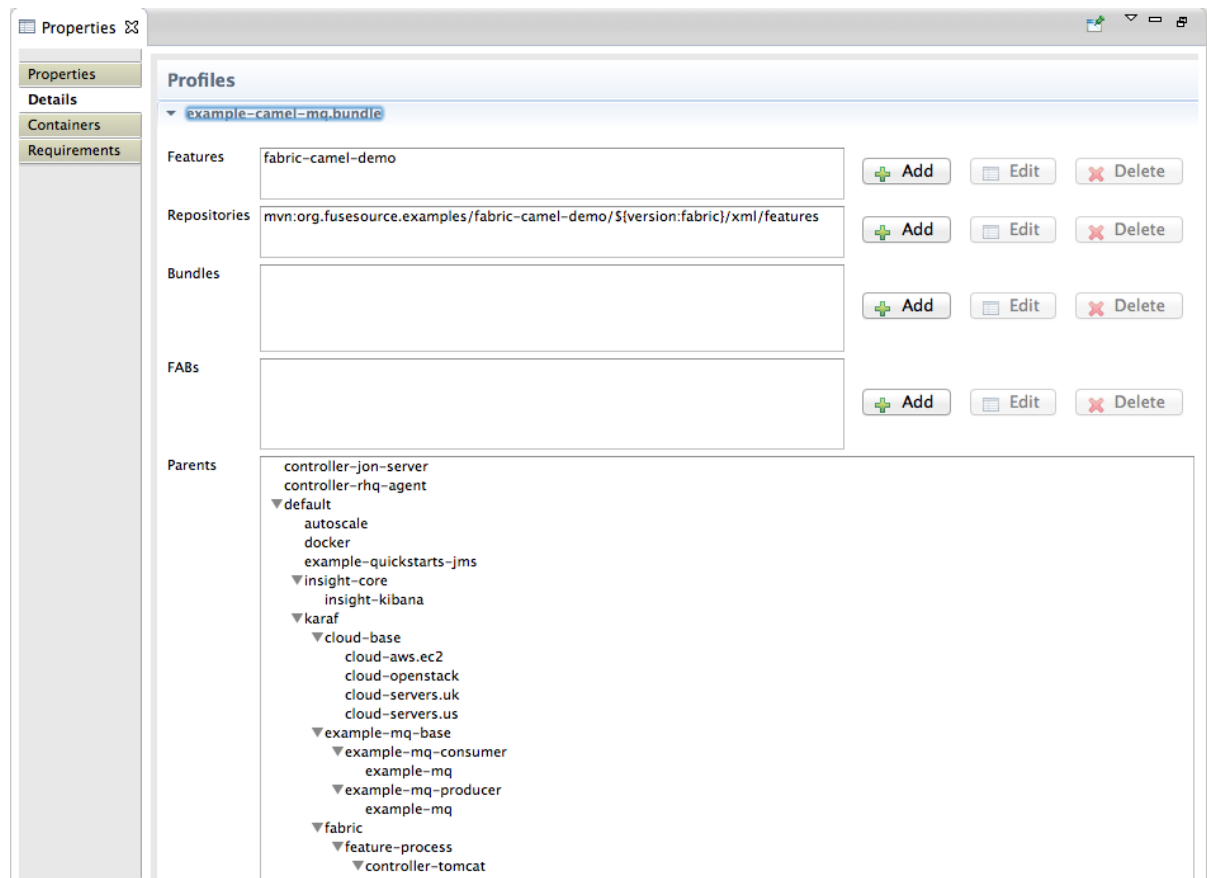 Properties
Properties
Details
Containers
Requirements
Profiles
example-camel-mq.bundle
Features
fabric-camel-demo
Add Edit Delete
Repositories
mvn:org.fusesource.examples/fabric-camel-demo/${version:fabric}/xml/features
Add Edit Delete
Bundles
Add Edit Delete
FABs
Add Edit Delete
Parents
controller-jon-server
controller-rhq-agent
default
autoscale
docker
example-quickstarts-jms
insight-core
insight-kibana
karaf
cloud-base
cloud-aws.ec2
cloud-openstack
cloud-servers.uk
cloud-servers.us
example-mq-base
example-mq-consumer
example-mq
example-mq-producer
example-mq
fabric
feature-process
controller-tomcat